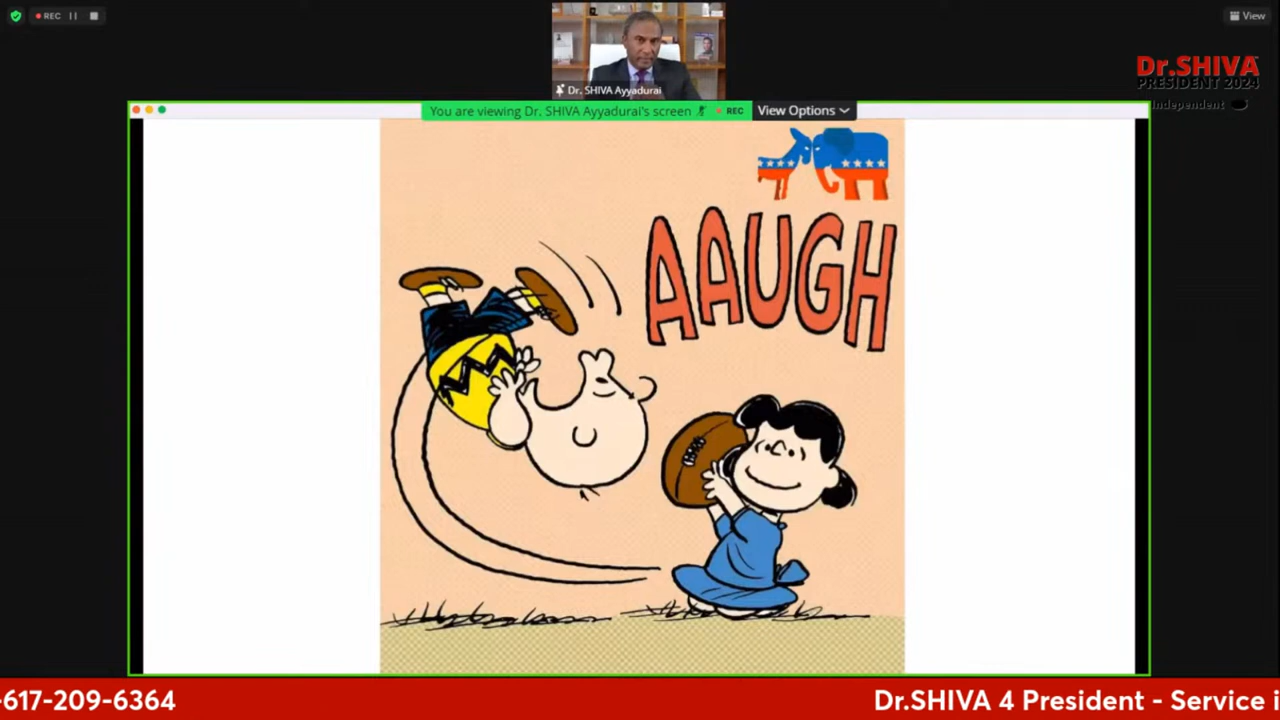 REC
View
Dr. SHIVA Ayyadurai
Dr.SHIVA
PRESIDENT 2024
Independent
You are viewing Dr. SHIVA Ayyadurai's screen
REC
View Options
AAUGH
-617-209-6364
Dr.SHIVA 4 President - Service i